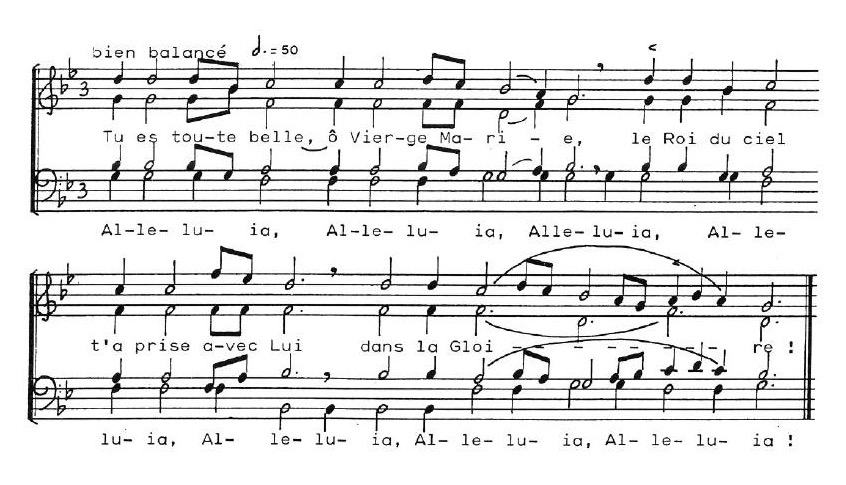 bien balancé 𝅗𝅥. = 50
3
Tu es tou-te belle, ô Vier-ge Ma- ri - e, le Roi du ciel
3
Al-le- lu- ia, Al-le- lu- ia, Alle-lu-ia, Al- le-
t'a prise a-vec Lui dans la Gloi - - - - - - - - re !
lu- ia, Al- le- lu- ia, Al- le- lu- ia, Al- le- lu- ia !